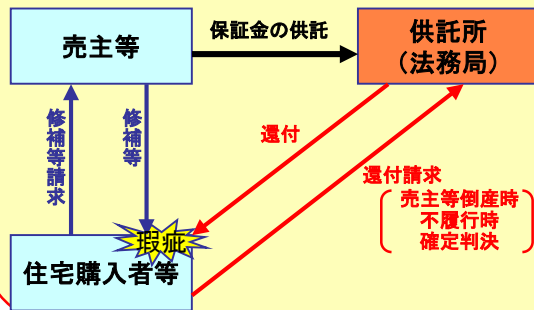 売主等
保証金の供託
供託所
（法務局）
修補等請求
修補等
還付
還付請求
売主等倒産時
不履行時
確定判決
瑕疵
住宅購入者等